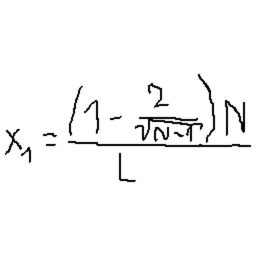 x₁ = (1 - 2/√(N-1))N / L